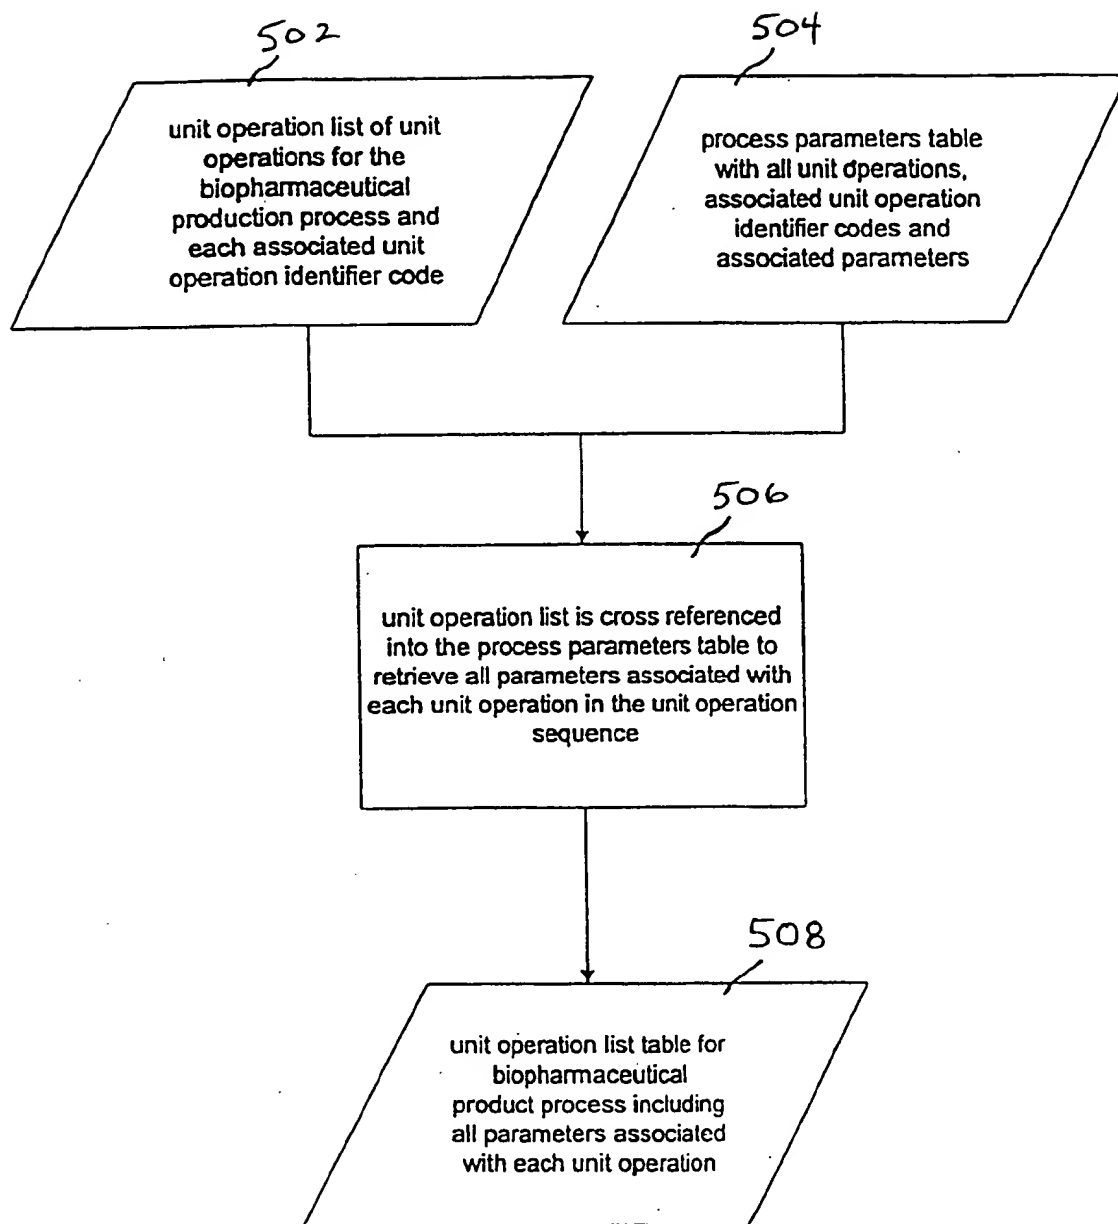 502
504
unit operation list of unit
operations for the
biopharmaceutical
production process and
each associated unit
operation identifier code
process parameters table
with all unit operations,
associated unit operation
identifier codes and
associated parameters
506
unit operation list is cross referenced
into the process parameters table to
retrieve all parameters associated with
each unit operation in the unit operation
sequence
508
unit operation list table for
biopharmaceutical
product process including
all parameters associated
with each unit operation